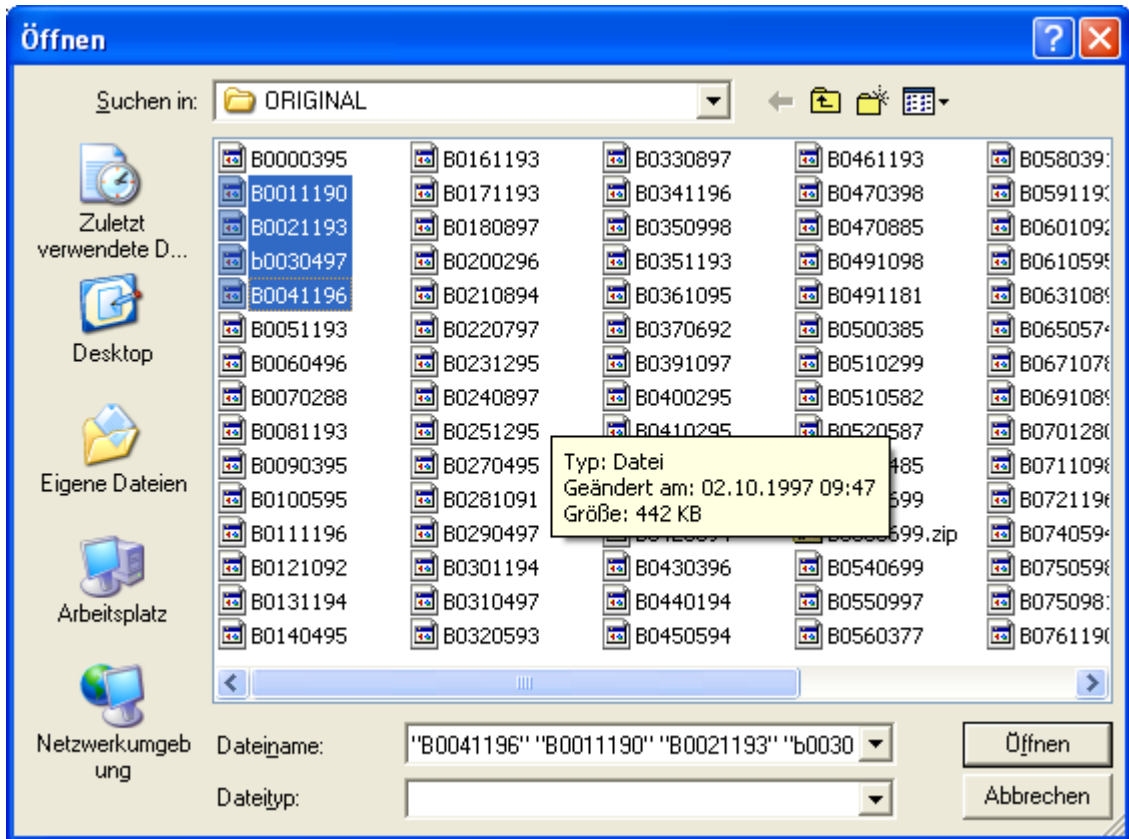 Öffnen
Suchen in:
ORIGINAL
Zuletzt
verwendete D...
Desktop
Eigene Dateien
Arbeitsplatz
Netzwerkumgeb
ung
B0000395
B0011190
B0021193
b0030497
B0041196
B0051193
B0060496
B0070288
B0081193
B0090395
B0100595
B0111196
B0121092
B0131194
B0140495
B0161193
B0171193
B0180897
B0200296
B0210894
B0220797
B0231295
B0240897
B0251295
B0270495
B0281091
B0290497
B0301194
B0310497
B0320593
B0330897
B0341196
B0350998
B0351193
B0361095
B0370692
B0391097
B0400295
B0410295
Typ: Datei
Geändert am: 02.10.1997 09:47
Größe: 442 KB
B0430396
B0440194
B0450594
B0461193
B0470398
B0470885
B0491098
B0491181
B0500385
B0510299
B0510582
B0520587
B0540699
B0550997
B0560377
Dateiname:
"B0041196" "B0011190" "B0021193" "b0030
Öffnen
Dateityp:
Abbrechen